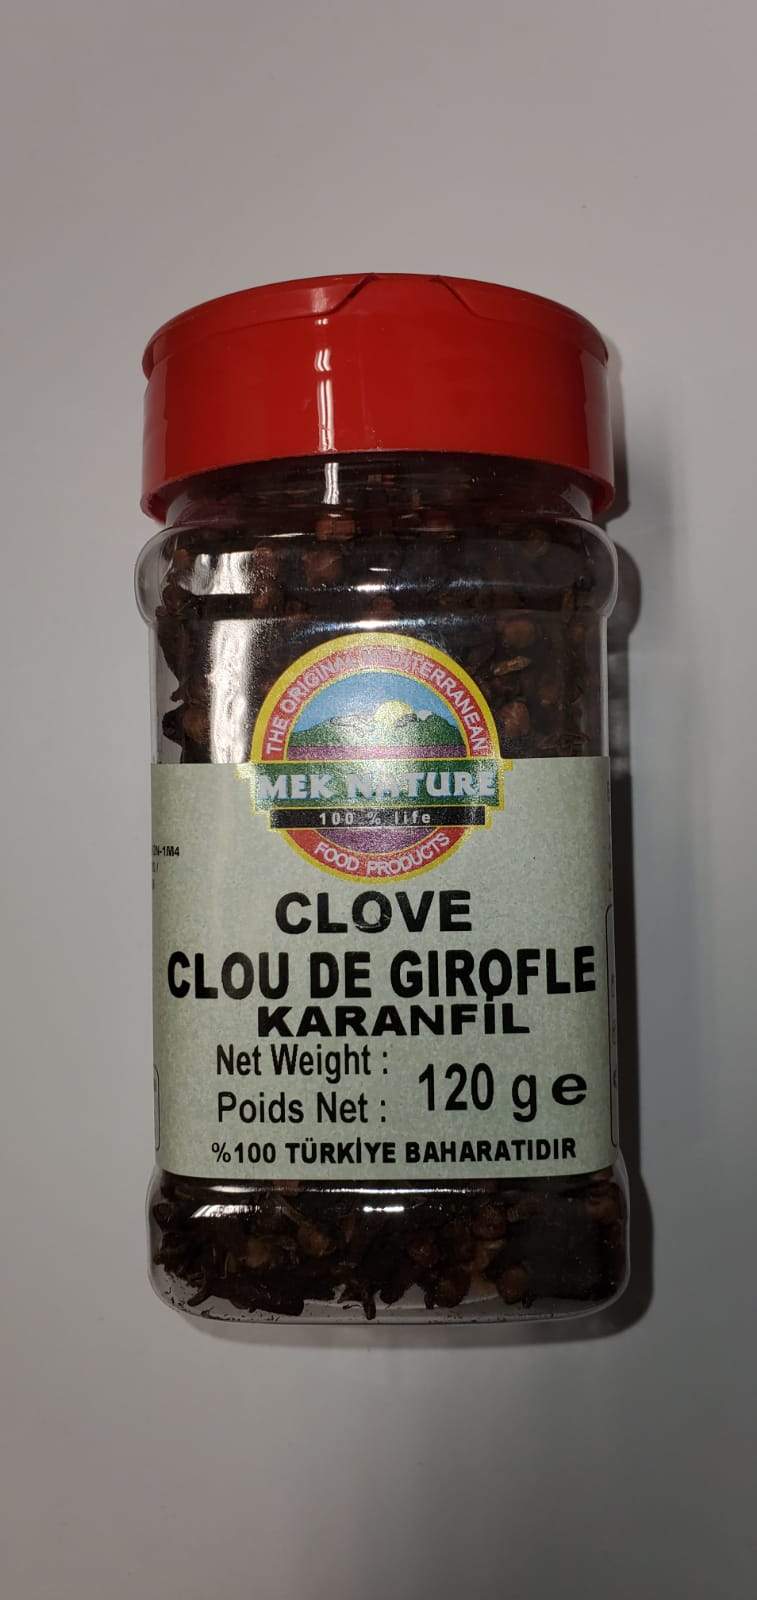 THE ORIGINAL MEDITERRANEAN
MEK NATURE
100 % life
FOOD PRODUCTS
CLOVE
CLOU DE GIROFLE
KARANFİL
Net Weight :
Poids Net :
120 g e
%100 TÜRKİYE BAHARATIDIR